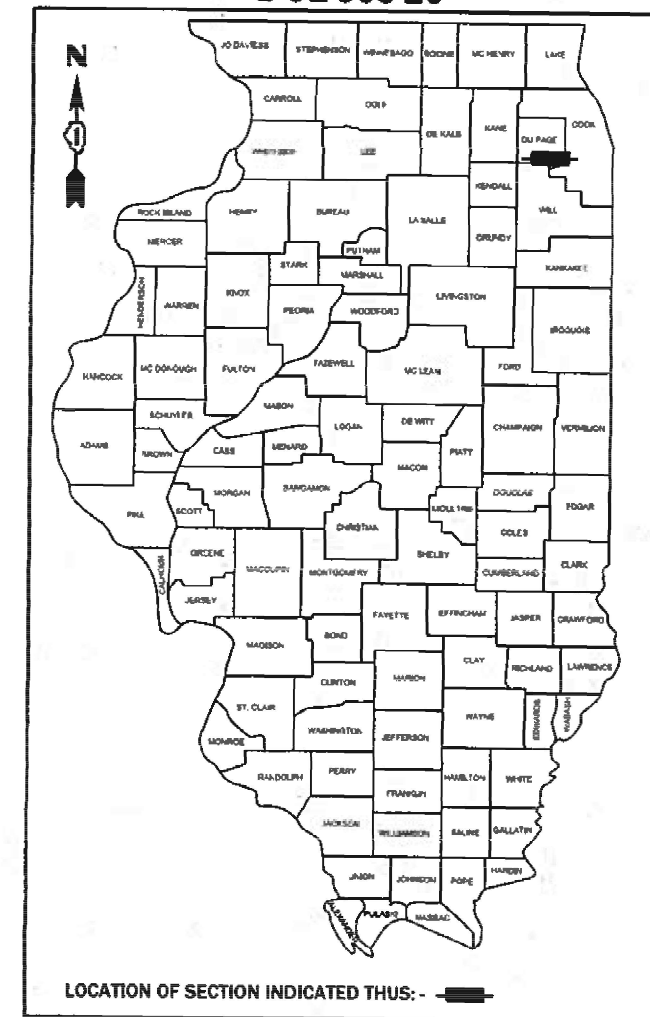 N
JO DAVIESS STEPHENSON WINNEBAGO BOONE MC HENRY LAKE
CARROLL OGLE DE KALB KANE COOK
DU PAGE
WHITESIDE LEE
KENDALL
ROCK ISLAND HENRY BUREAU LA SALLE WILL
MERCER PUTNAM GRUNDY
STARK MARSHALL KANKAKEE
HENDERSON WARREN KNOX PEORIA WOODFORD LIVINGSTON IROQUOIS
HANCOCK MC DONOUGH FULTON TAZEWELL MC LEAN FORD
SCHUYLER MASON LOGAN DE WITT CHAMPAIGN VERMILION
ADAMS BROWN CASS MENARD MACON PIATT
PIKE SCOTT MORGAN SANGAMON CHRISTIAN MOULTRIE DOUGLAS EDGAR
COLES
CALHOUN GREENE MACOUPIN MONTGOMERY SHELBY CUMBERLAND CLARK
JERSEY FAYETTE EFFINGHAM JASPER CRAWFORD
MADISON BOND CLAY RICHLAND LAWRENCE
CLINTON MARION
ST. CLAIR WASHINGTON JEFFERSON WAYNE EDWARDS WABASH
MONROE
RANDOLPH PERRY FRANKLIN HAMILTON WHITE
JACKSON WILLIAMSON SALINE GALLATIN
UNION JOHNSON POPE HARDIN
ALEXANDER PULASKI MASSAC
LOCATION OF SECTION INDICATED THUS: -